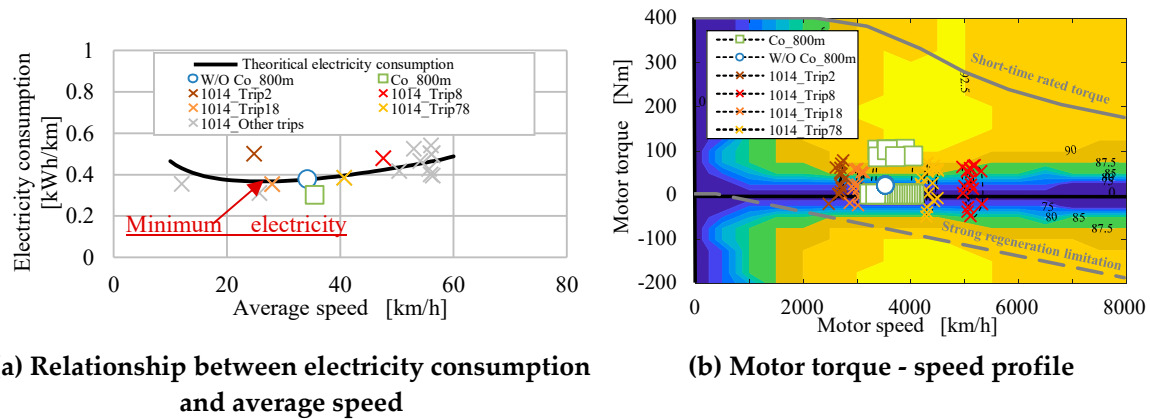 Electricity consumption
[kWh/km]
1
0.8
0.6
0.4
0.2
0
Theoritical electricity consumption
W/O Co_800m
Co_800m
1014_Trip2
1014_Trip8
1014_Trip18
1014_Trip78
1014_Other trips
Minimum electricity
0
20
40
60
80
Average speed [km/h]
a) Relationship between electricity consumption
and average speed
Motor torque [Nm]
400
300
200
100
0
-100
-200
Co_800m
W/O Co_800m
1014_Trip2
1014_Trip8
1014_Trip18
1014_Trip78
Short-time rated torque
92.5
90
87.5
85
0
75
80
85
87.5
Strong regeneration limitation
0
2000
4000
6000
8000
Motor speed [km/h]
(b) Motor torque - speed profile